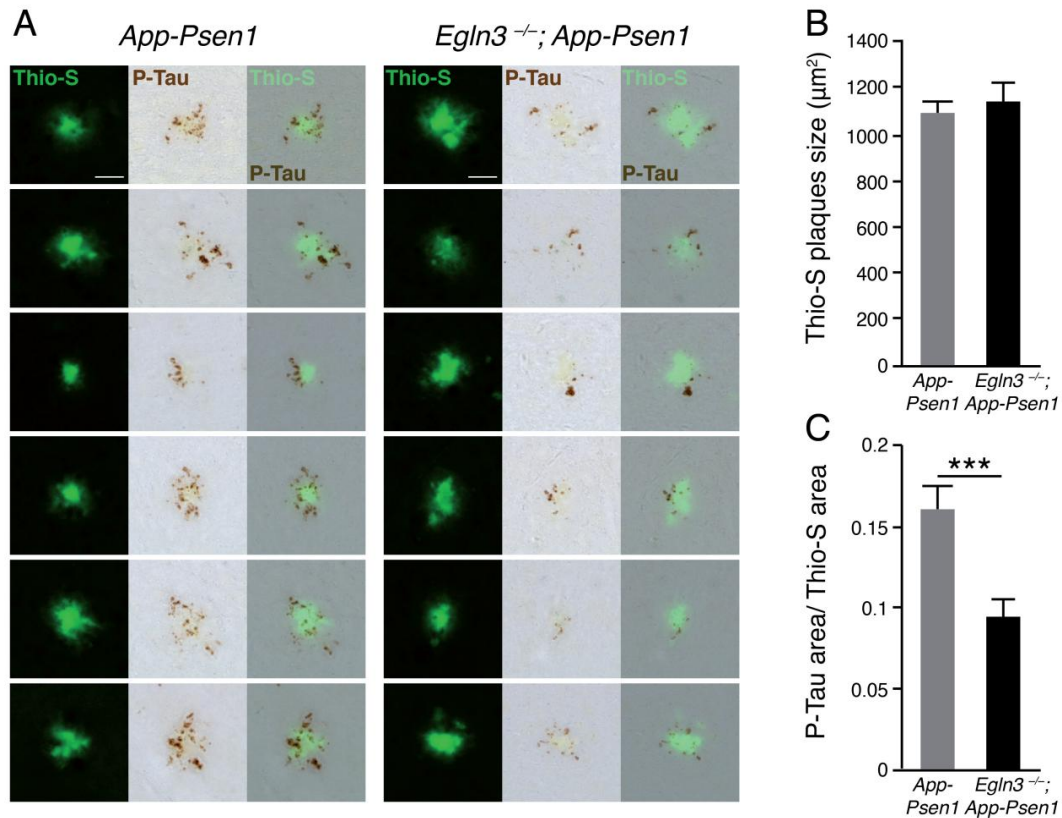 A
App-Psen1
Egln3 –/–; App-Psen1
Thio-S
P-Tau
Thio-S
P-Tau
Thio-S
P-Tau
Thio-S
P-Tau
B
Thio-S plaques size (µm²)
1400
1200
1000
800
600
400
200
0
App-
Psen1
Egln3 –/–;
App-Psen1
C
P-Tau area/ Thio-S area
0.2
0.15
0.1
0.05
0
***
App-
Psen1
Egln3 –/–;
App-Psen1